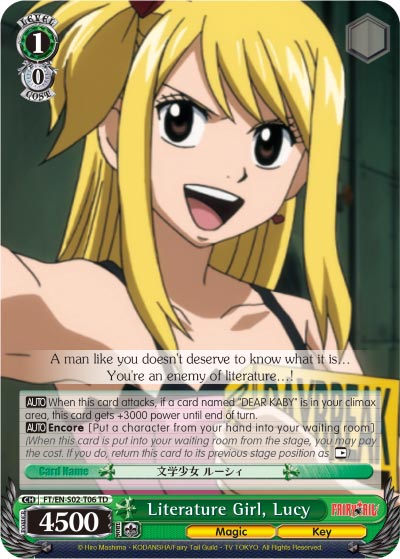 LEVEL
1
0
COST
A man like you doesn't deserve to know what it is...
You're an enemy of literature...!
DAYBREAK
AUTO When this card attacks, if a card named "DEAR KABY" is in your climax
area, this card gets +3000 power until end of turn.
AUTO Encore [Put a character from your hand into your waiting room]
(When this card is put into your waiting room from the stage, you may pay
the cost. If you do, return this card to its previous stage position as
Card Name 文学少女 ルーシィ
CH FT/EN-S02-T06 TD
POWER 4500 Literature Girl, Lucy FAIRY TAIL
Magic Key
© Hiro Mashima • KODANSHA/Fairy Tail Guild • TV TOKYO. All Rights Reserved.